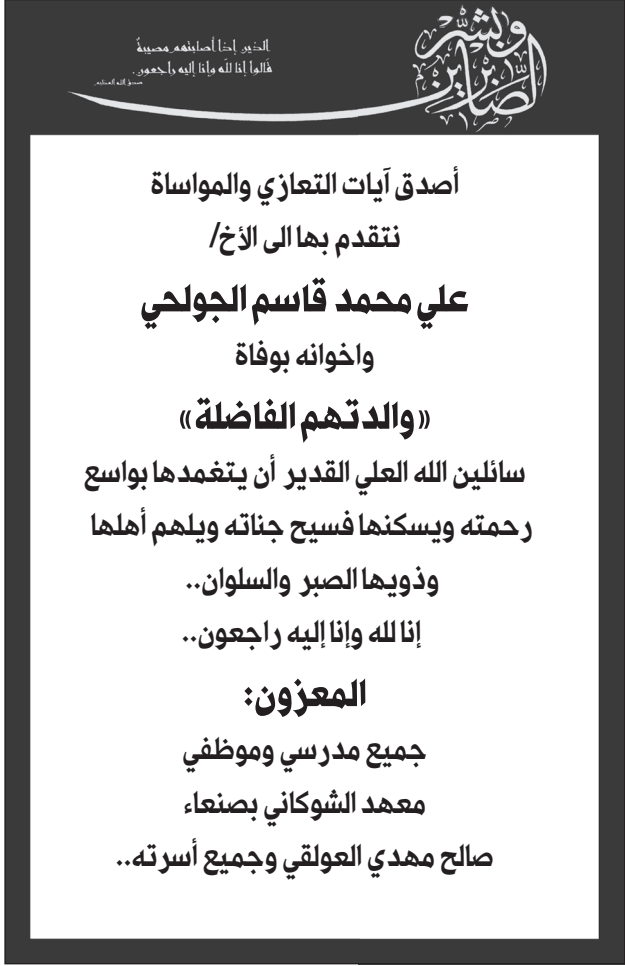 وبشر الصابرين
الذين إذا أصابتهم مصيبةٌ
قالوا إنا لله وإنا إليه راجعون.
صدق الله العظيم
أصدق آيات التعازي والمواساة
نتقدم بها الى الأخ/
علي محمد قاسم الجولحي
واخوانه بوفاة
«والدتهم الفاضلة»
سائلين الله العلي القدير أن يتغمدها بواسع
رحمته ويسكنها فسيح جناته ويلهم أهلها
وذويها الصبر والسلوان..
إنا لله وإنا إليه راجعون..
المعزون:
جميع مدرسي وموظفي
معهد الشوكاني بصنعاء
صالح مهدي العولقي وجميع أسرته..